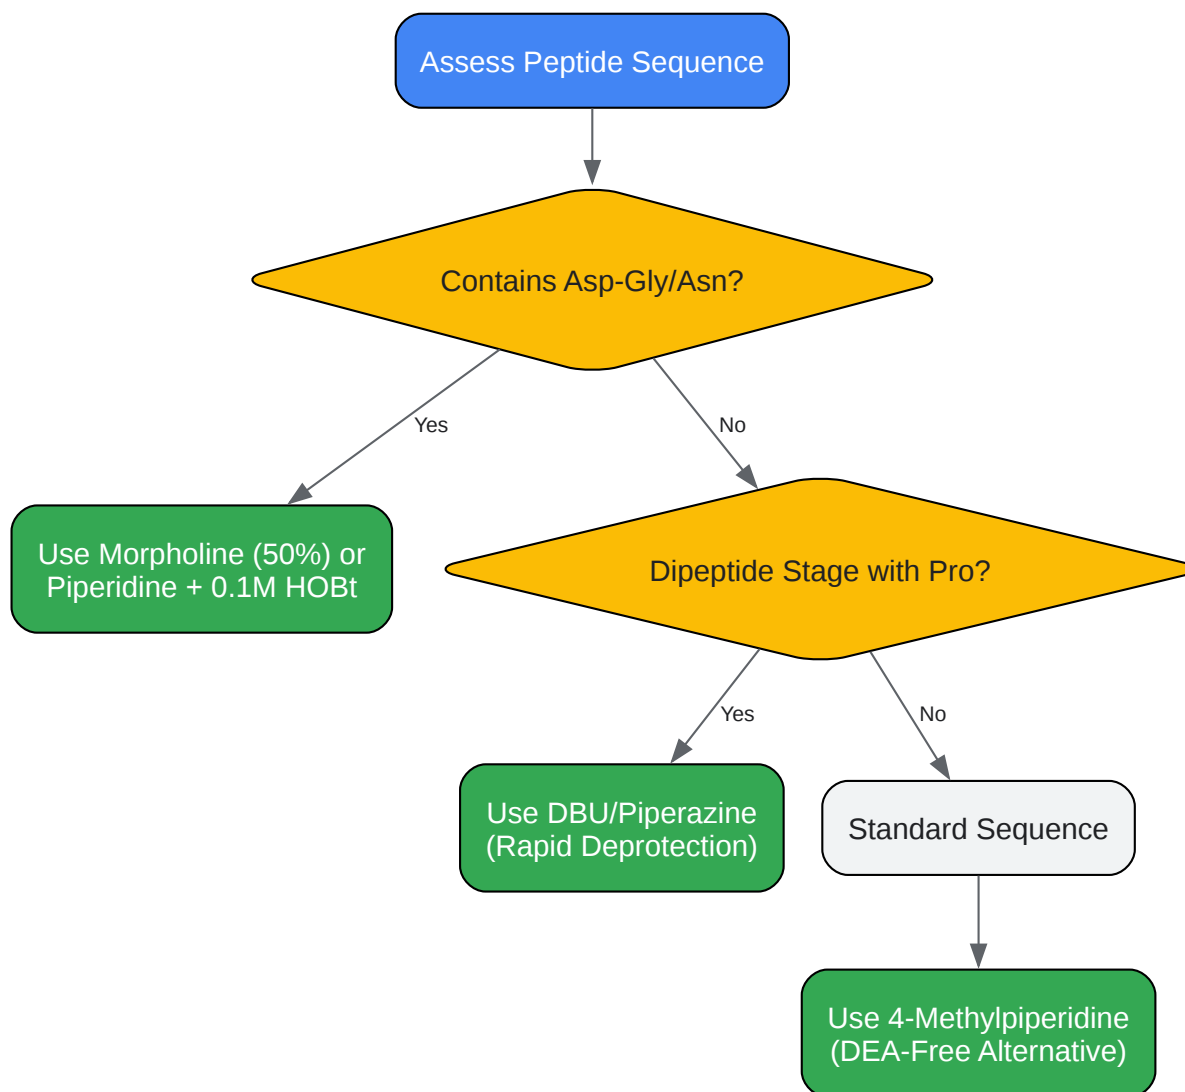 Assess Peptide Sequence
Contains Asp-Gly/Asn?
Yes
No
Use Morpholine (50%) or
Piperidine + 0.1M HOBt
Dipeptide Stage with Pro?
Yes
No
Use DBU/Piperazine
(Rapid Deprotection)
Standard Sequence
Use 4-Methylpiperidine
(DEA-Free Alternative)